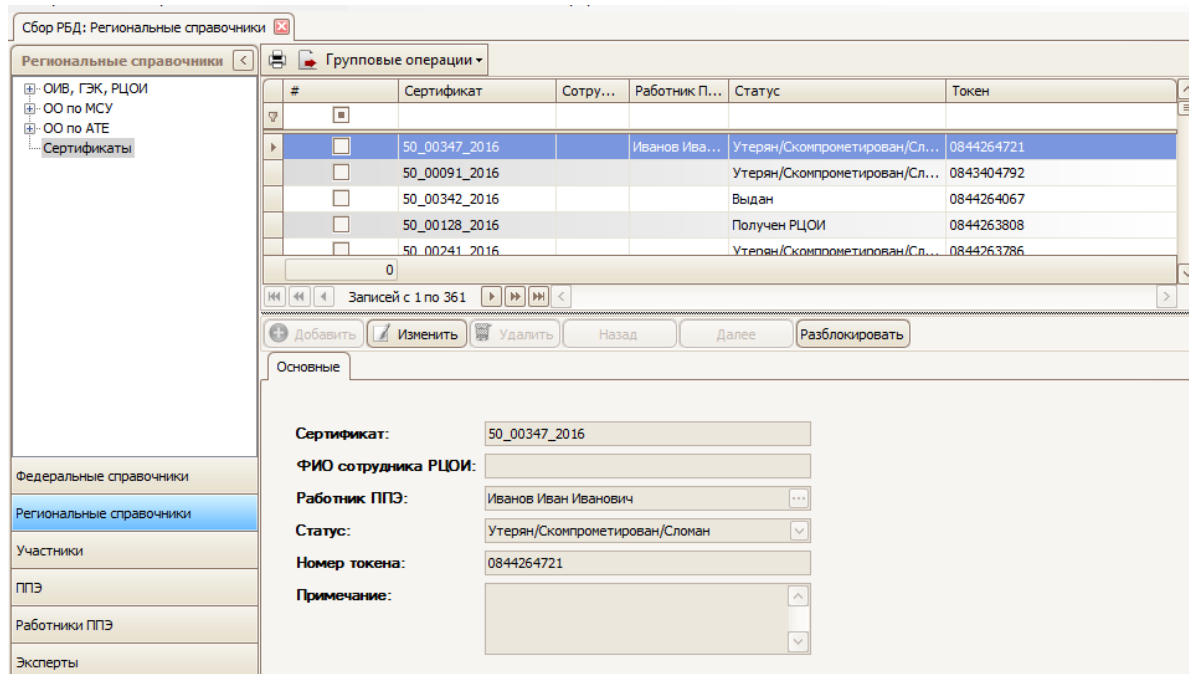 Сбор РБД: Региональные справочники
Региональные справочники
Групповые операции
ОИВ, ГЭК, РЦОИ
ОО по МСУ
ОО по АТЕ
Сертификаты
# Сертификат Сотру... Работник П... Статус Токен
50_00347_2016 Иванов Ива... Утерян/Скомпрометирован/Сл... 0844264721
50_00091_2016 Утерян/Скомпрометирован/Сл... 0843404792
50_00342_2016 Выдан 0844264067
50_00128_2016 Получен РЦОИ 0844263808
50_00241_2016 Утерян/Скомпрометирован/Сл... 0844263786
0
Записей с 1 по 361
Добавить Изменить Удалить Назад Далее Разблокировать
Основные
Сертификат: 50_00347_2016
ФИО сотрудника РЦОИ:
Работник ППЭ: Иванов Иван Иванович ...
Статус: Утерян/Скомпрометирован/Сломан
Номер токена: 0844264721
Примечание:
Федеральные справочники
Региональные справочники
Участники
ППЭ
Работники ППЭ
Эксперты